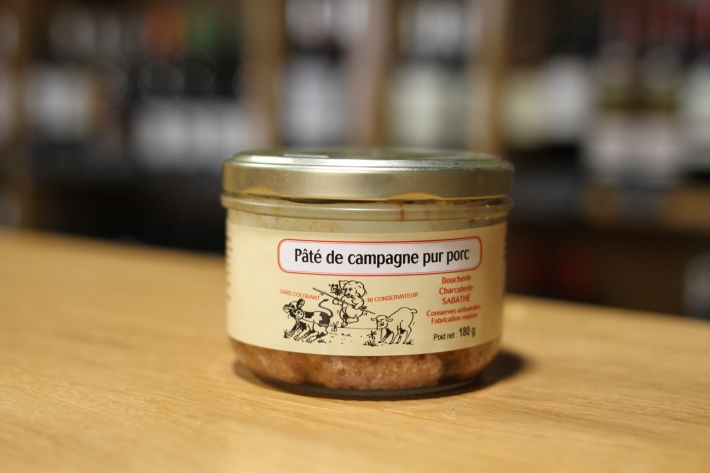 Pâté de campagne pur porc
SANS COLORANT NI CONSERVATEUR
Boucherie
Charcuterie
SABATHÉ
Conserves artisanales
Fabrication maison
Poid net : 180 g